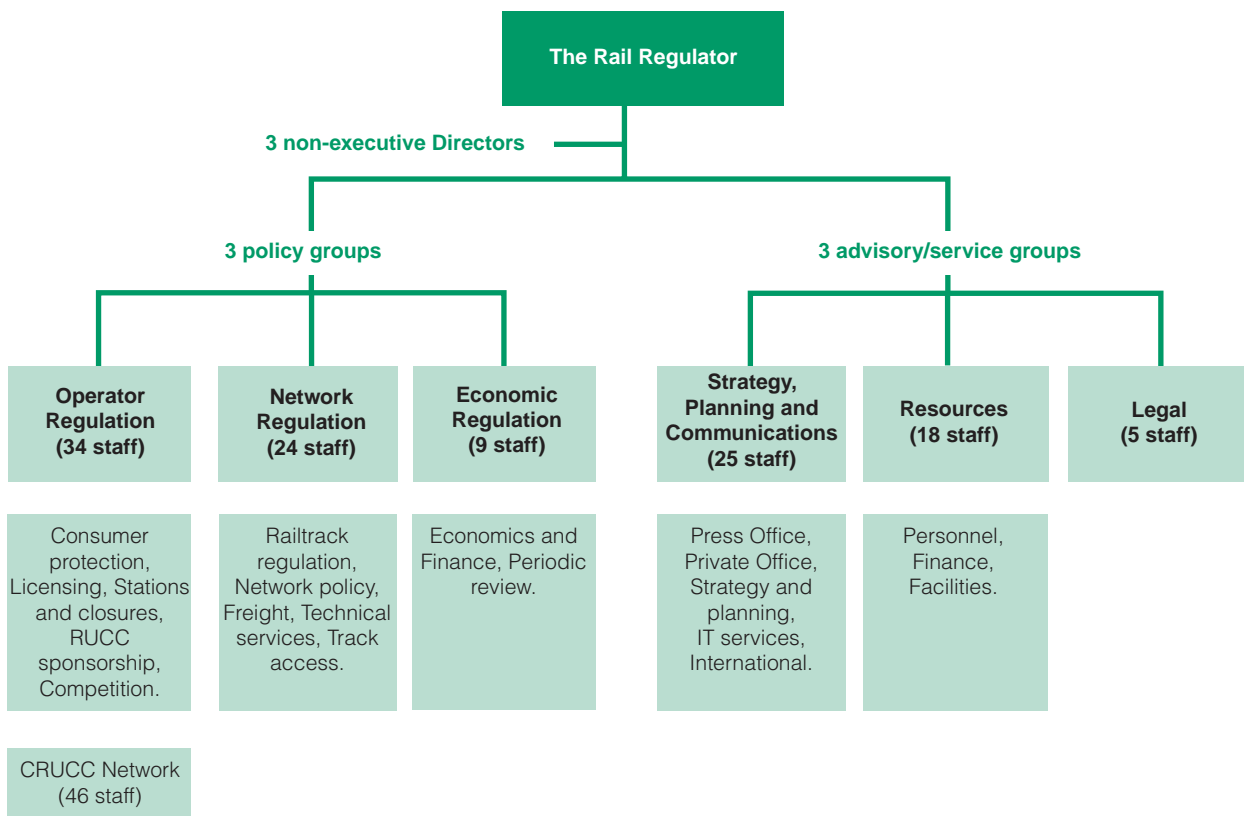 The Rail Regulator
3 non-executive Directors
3 policy groups
3 advisory/service groups
Operator
Regulation
(34 staff)
Network
Regulation
(24 staff)
Economic
Regulation
(9 staff)
Strategy,
Planning and
Communications
(25 staff)
Resources
(18 staff)
Legal
(5 staff)
Consumer
protection,
Licensing, Stations
and closures,
RUCC
sponsorship,
Competition.
Railtrack
regulation,
Network policy,
Freight, Technical
services, Track
access.
Economics and
Finance, Periodic
review.
Press Office,
Private Office,
Strategy and
planning,
IT services,
International.
Personnel,
Finance,
Facilities.
CRUCC Network
(46 staff)